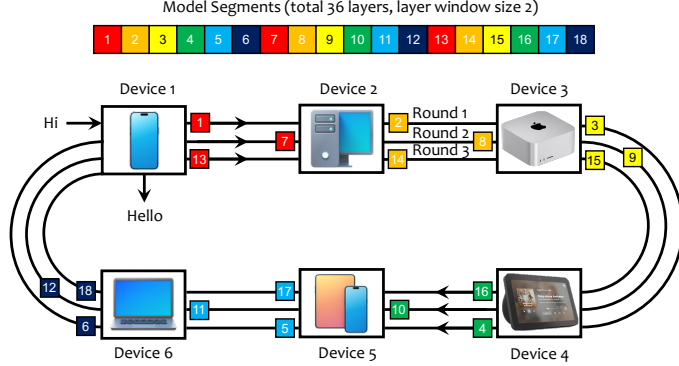 Model Segments (total 36 layers, layer window size 2)
1 2 3 4 5 6 7 8 9 10 11 12 13 14 15 16 17 18
Device 1 Device 2 Device 3
Hi 1 2 Round 1 3
7 Round 2 8 9
13 14 Round 3 15
Hello
12 18 17 16
11 10
6 5 4
Device 6 Device 5 Device 4